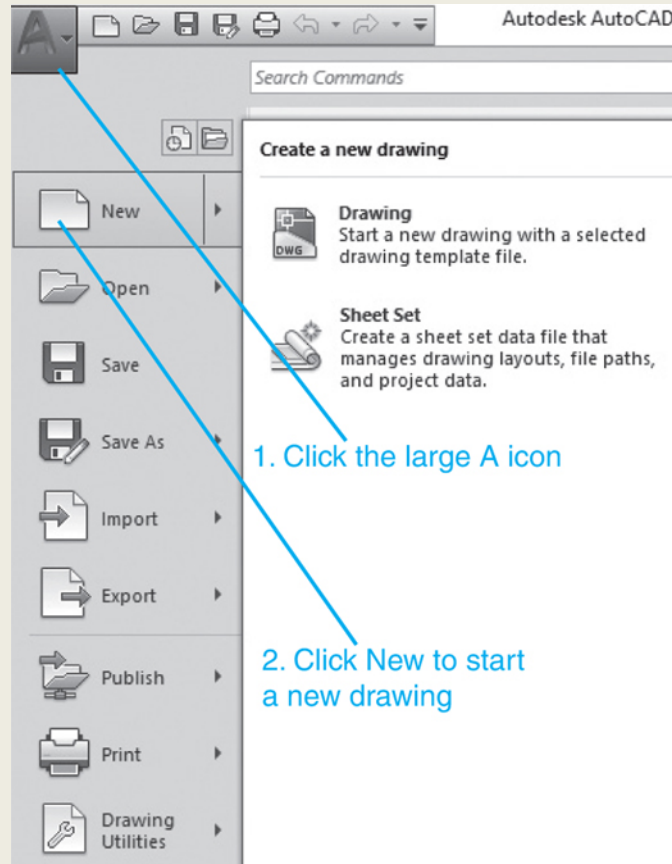 A
Autodesk AutoCAD
Search Commands
Create a new drawing
New
Drawing
Start a new drawing with a selected
drawing template file.
DWG
Open
Sheet Set
Create a sheet set data file that
manages drawing layouts, file paths,
and project data.
Save
Save As
1. Click the large A icon
Import
Export
2. Click New to start
a new drawing
Publish
Print
Drawing
Utilities